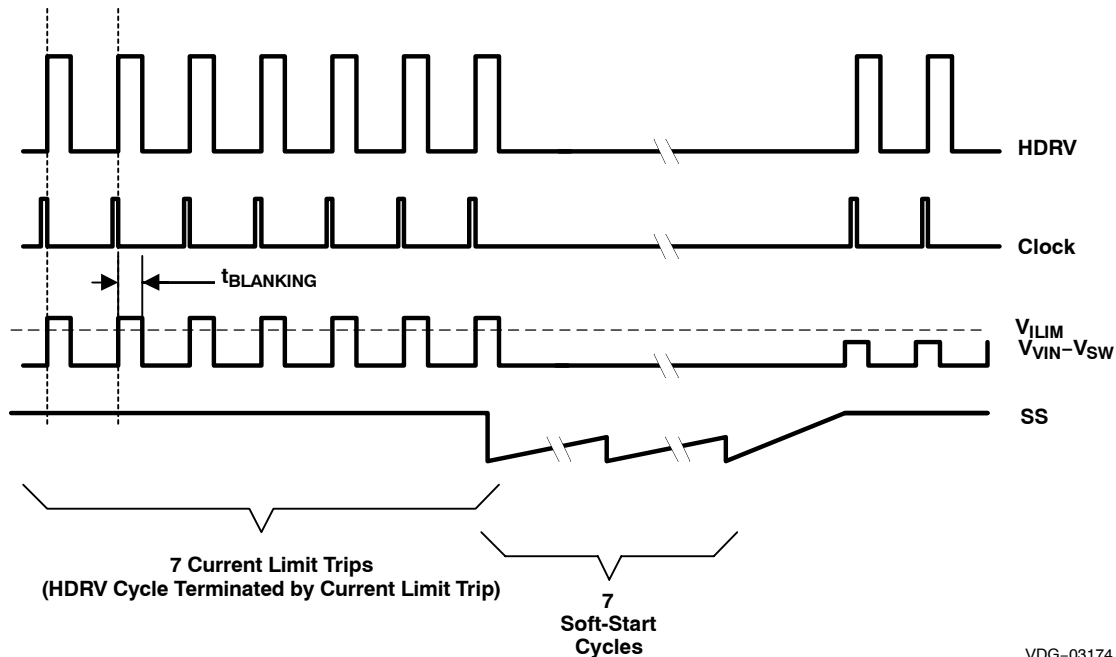 HDRV
Clock
tBLANKING
VILIM
VVIN−VSW
SS
7 Current Limit Trips
(HDRV Cycle Terminated by Current Limit Trip)
7
Soft-Start
Cycles
VDG−03174